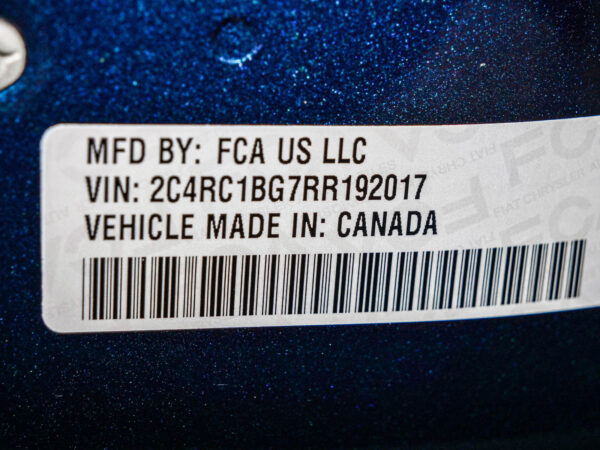 MFD BY: FCA US LLC
VIN: 2C4RC1BG7RR192017
VEHICLE MADE IN: CANADA